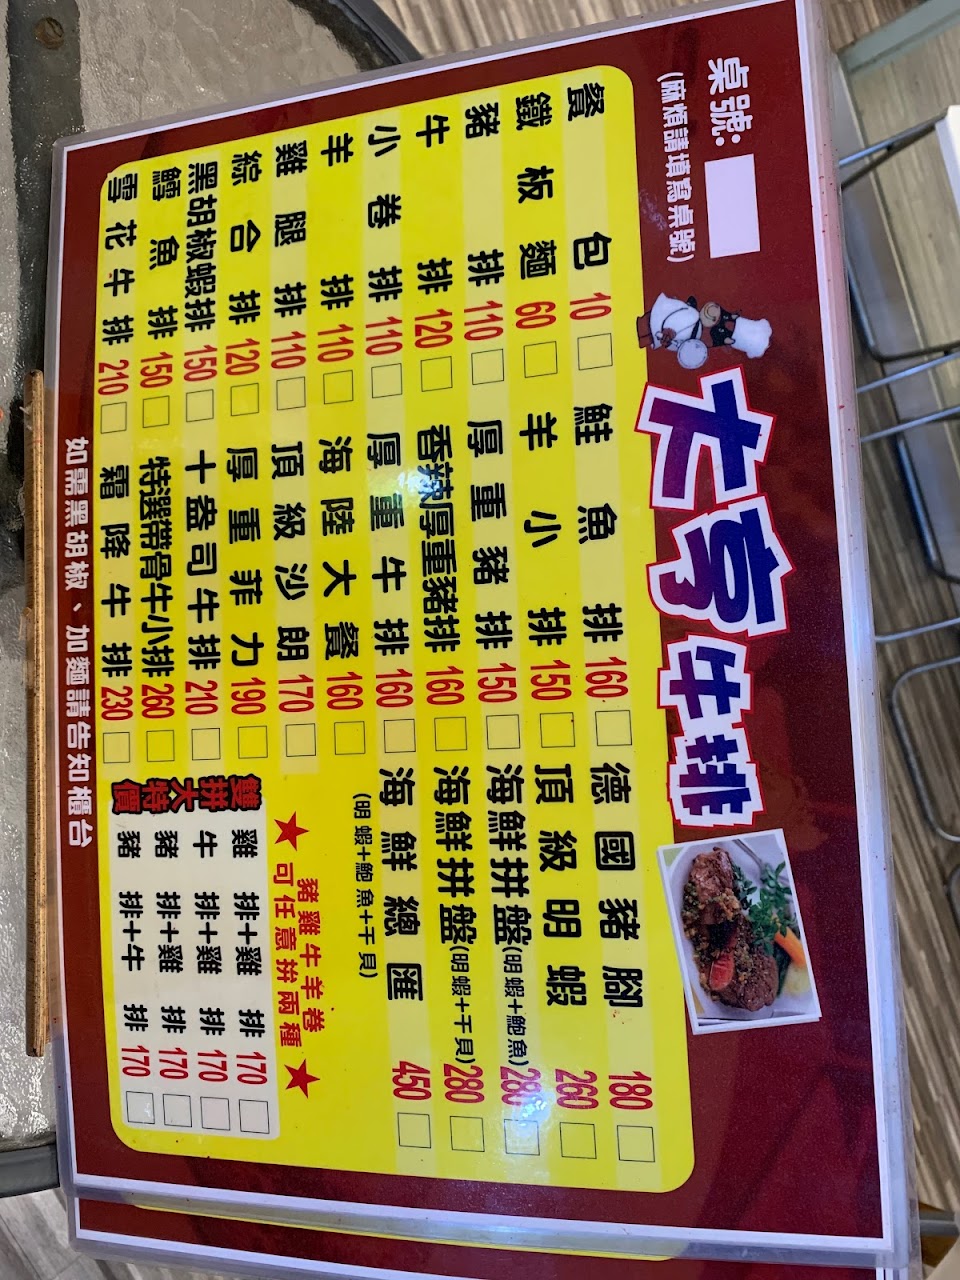 桌號:
(麻煩請填寫桌號)
大亨牛排
餐包 10
鐵板麵 60
豬排 110
牛排 120
小卷排 110
羊排 110
雞腿排 110
綜合排 120
黑胡椒蝦排 150
鱈魚排 150
雪花牛排 210
鮮魚排 160
羊小排 150
厚重豬排 150
香辣厚重豬排 160
厚重牛排 160
海陸大餐 160
頂級沙朗 170
厚重菲力 190
十盎司牛排 210
特選帶骨牛小排 260
霜降牛排 230
德國豬腳 180
頂級明蝦 260
海鮮拼盤(明蝦+鮑魚) 280
海鮮拼盤(明蝦+干貝) 280
海鮮總匯 450
(明蝦+鮑魚+干貝)
豬雞牛羊卷
★可任意拚兩種★
雙拼大特價
雞排+雞排 170
牛排+雞排 170
豬排+雞排 170
豬排+牛排 170
如需黑胡椒、加麵請告知櫃台